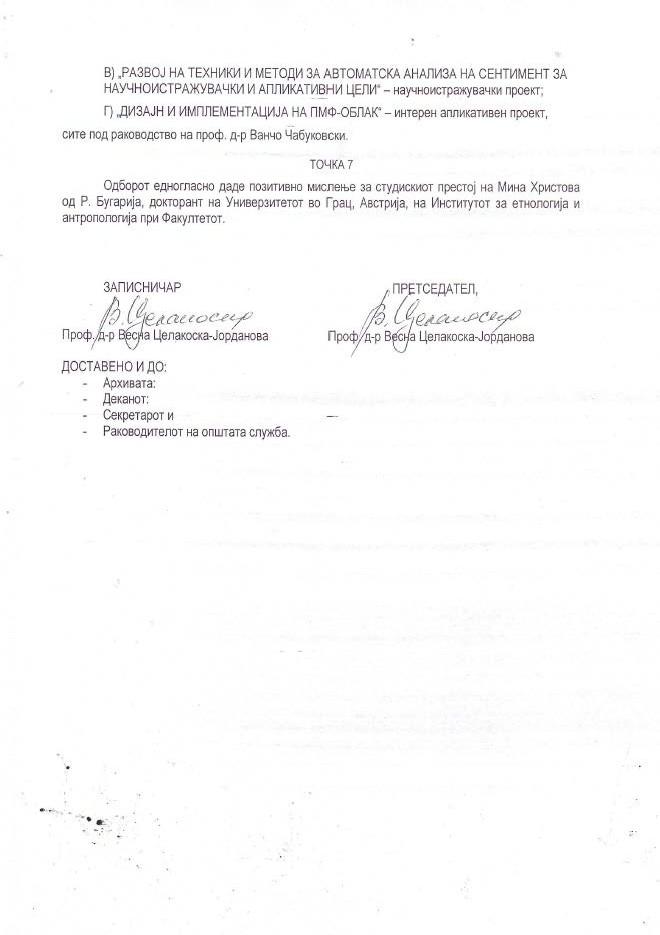 В) „РАЗВОЈ НА ТЕХНИКИ И МЕТОДИ ЗА АВТОМАТСКА АНАЛИЗА НА СЕНТИМЕНТ ЗА
НАУЧНОИСТРАЖУВАЧКИ И АПЛИКАТИВНИ ЦЕЛИ“ – научноистражувачки проект;
Г) „ДИЗАЈН И ИМПЛЕМЕНТАЦИЈА НА ПМФ-ОБЛАК“ – интерен апликативен проект,
сите под раководство на проф. д-р Ванчо Чабуковски.
ТОЧКА 7
Одборот едногласно даде позитивно мислење за студискиот престој на Мина Христова
од Р. Бугарија, докторант на Универзитетот во Грац, Австрија, на Институтот за етнологија и
антропологија при Факултетот.
ЗАПИСНИЧАР ПРЕТСЕДАТЕЛ,
В. Целакоска В. Целакоска
Проф. д-р Весна Целакоска-Јорданова Проф. д-р Весна Целакоска-Јорданова
ДОСТАВЕНО И ДО:
- Архивата:
- Деканот:
- Секретарот и
- Раководителот на општата служба.